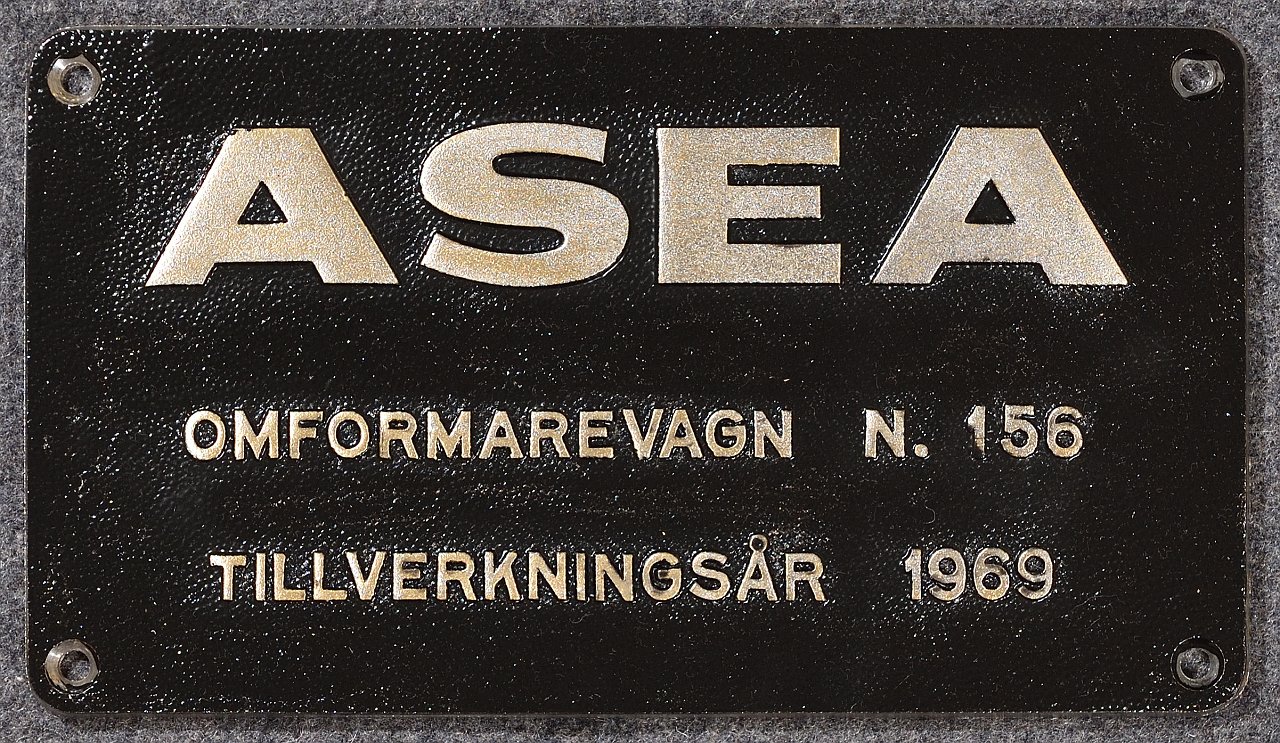 ASEA
OMFORMAREVAGN N. 156
TILLVERKNINGSÅR 1969